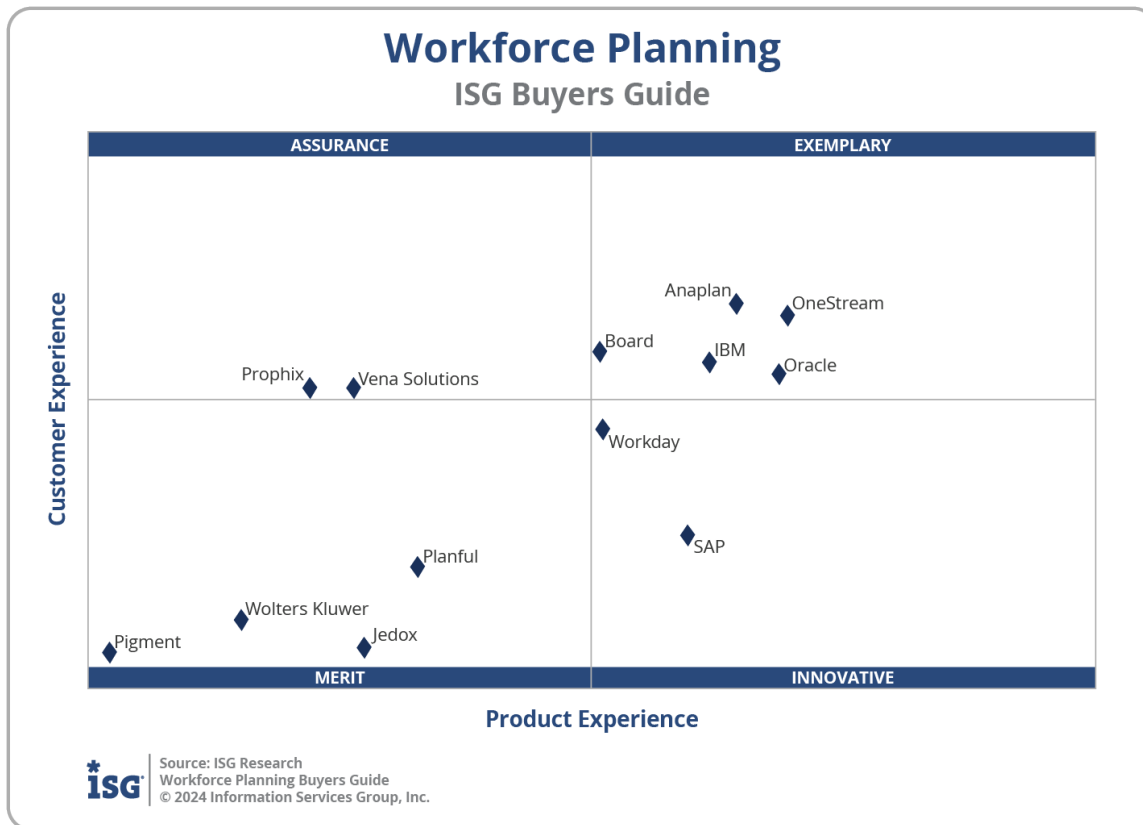 Workforce Planning
ISG Buyers Guide
ASSURANCE
EXEMPLARY
Anaplan
OneStream
Board
IBM
Oracle
Prophix
Vena Solutions
Workday
SAP
Planful
Wolters Kluwer
Jedox
Pigment
Customer Experience
MERIT
INNOVATIVE
Product Experience
iSG
Source: ISG Research
Workforce Planning Buyers Guide
© 2024 Information Services Group, Inc.